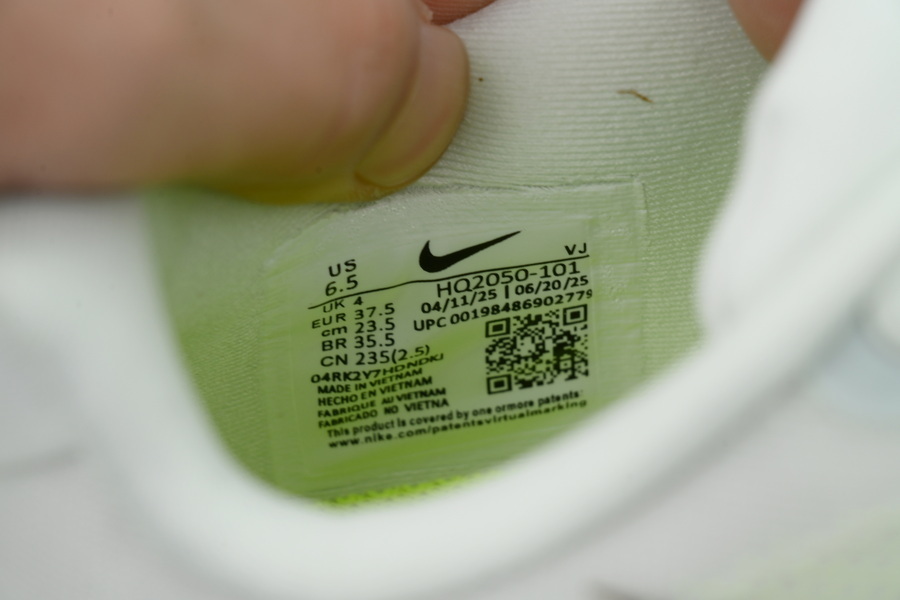 US
6.5
UK 4
EUR 37.5
cm 23.5
BR 35.5
CN 235(2.5)
VJ
HQ2050-101
04/11/25 | 06/20/25
UPC 00198486902779
04RK2Y7HDNDKJ
MADE IN VIETNAM
HECHO EN VIETNAM
FABRIQUE AU VIETNAM
FABRICADO NO VIETNA
This product is covered by one ormore patents:
www.nike.com/patentsvirtualmarking